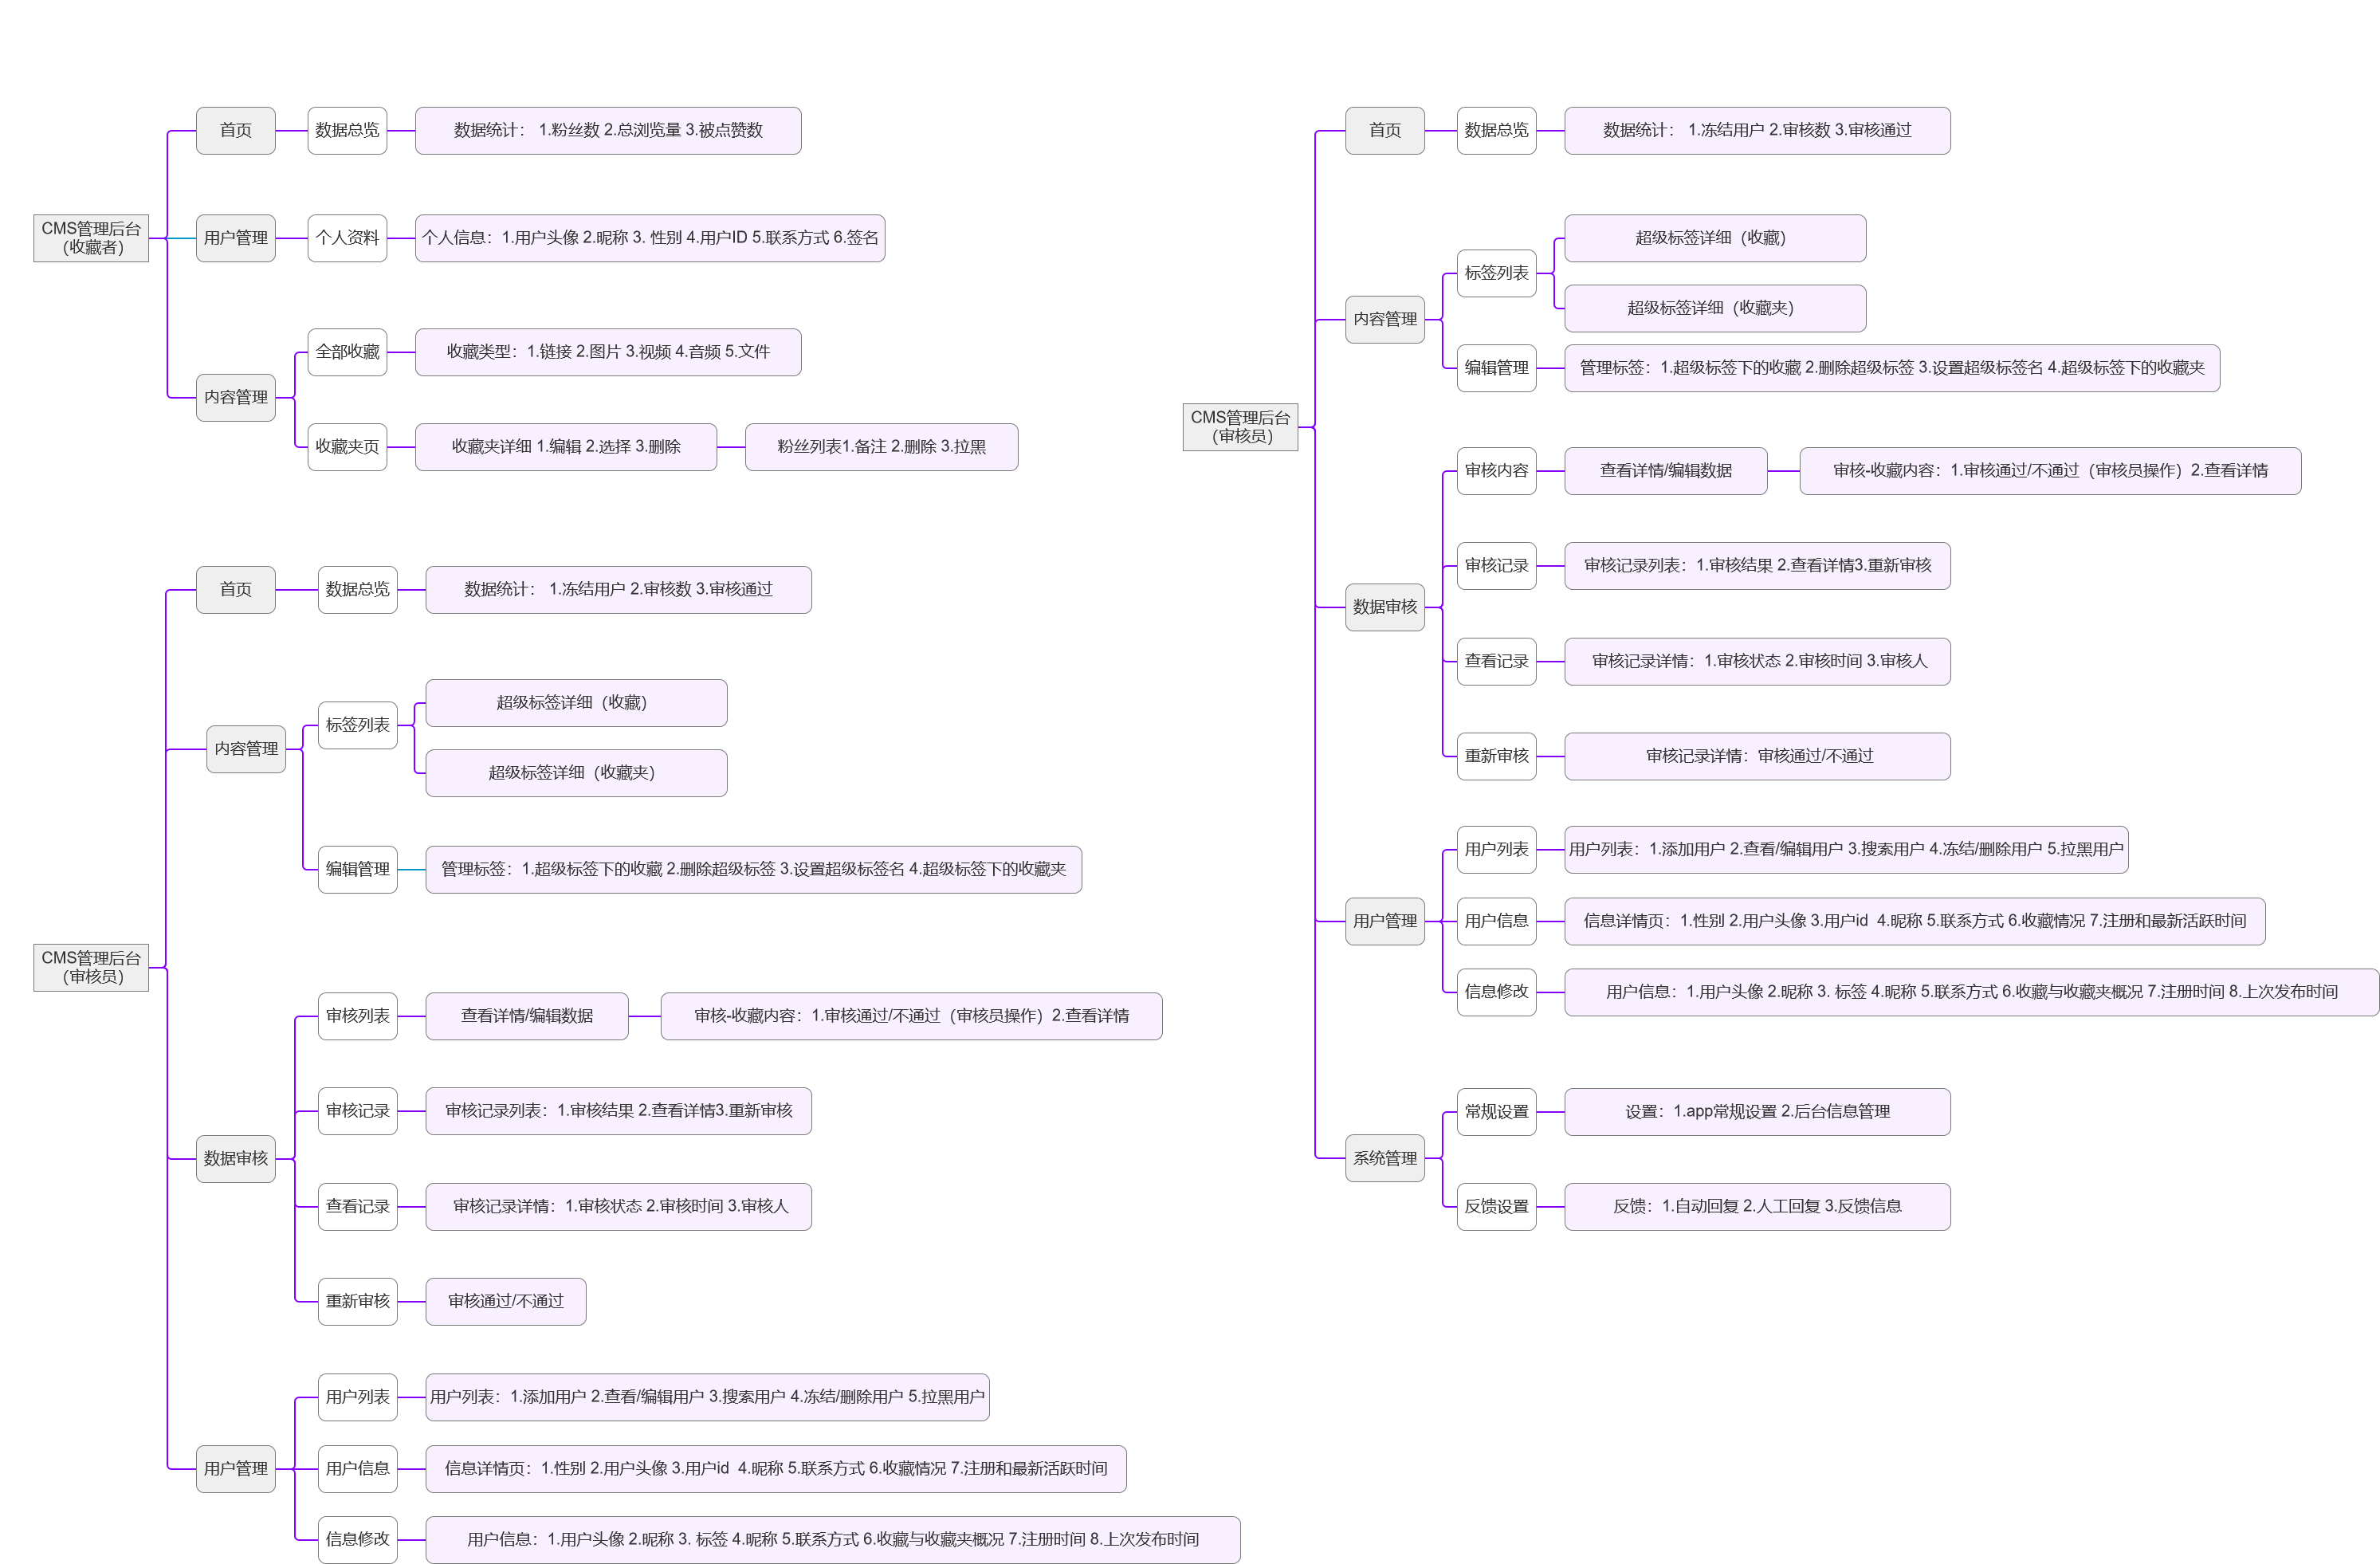 CMS管理后台
（收藏者）
首页
数据总览
数据统计： 1.粉丝数 2.总浏览量 3.被点赞数
用户管理
个人资料
个人信息：1.用户头像 2.昵称 3. 性别 4.用户ID 5.联系方式 6.签名
内容管理
全部收藏
收藏类型：1.链接 2.图片 3.视频 4.音频 5.文件
收藏夹页
收藏夹详细 1.编辑 2.选择 3.删除
粉丝列表1.备注 2.删除 3.拉黑
CMS管理后台
（审核员）
首页
数据总览
数据统计： 1.冻结用户 2.审核数 3.审核通过
内容管理
标签列表
超级标签详细（收藏）
超级标签详细（收藏夹）
编辑管理
管理标签：1.超级标签下的收藏 2.删除超级标签 3.设置超级标签名 4.超级标签下的收藏夹
数据审核
审核列表
查看详情/编辑数据
审核-收藏内容：1.审核通过/不通过（审核员操作）2.查看详情
审核记录
审核记录列表：1.审核结果 2.查看详情3.重新审核
查看记录
审核记录详情：1.审核状态 2.审核时间 3.审核人
重新审核
审核通过/不通过
用户管理
用户列表
用户列表：1.添加用户 2.查看/编辑用户 3.搜索用户 4.冻结/删除用户 5.拉黑用户
用户信息
信息详情页：1.性别 2.用户头像 3.用户id  4.昵称 5.联系方式 6.收藏情况 7.注册和最新活跃时间
信息修改
用户信息：1.用户头像 2.昵称 3. 标签 4.昵称 5.联系方式 6.收藏与收藏夹概况 7.注册时间 8.上次发布时间
CMS管理后台
（审核员）
首页
数据总览
数据统计： 1.冻结用户 2.审核数 3.审核通过
内容管理
标签列表
超级标签详细（收藏）
超级标签详细（收藏夹）
编辑管理
管理标签：1.超级标签下的收藏 2.删除超级标签 3.设置超级标签名 4.超级标签下的收藏夹
数据审核
审核内容
查看详情/编辑数据
审核-收藏内容：1.审核通过/不通过（审核员操作）2.查看详情
审核记录
审核记录列表：1.审核结果 2.查看详情3.重新审核
查看记录
审核记录详情：1.审核状态 2.审核时间 3.审核人
重新审核
审核记录详情：审核通过/不通过
用户管理
用户列表
用户列表：1.添加用户 2.查看/编辑用户 3.搜索用户 4.冻结/删除用户 5.拉黑用户
用户信息
信息详情页：1.性别 2.用户头像 3.用户id  4.昵称 5.联系方式 6.收藏情况 7.注册和最新活跃时间
信息修改
用户信息：1.用户头像 2.昵称 3. 标签 4.昵称 5.联系方式 6.收藏与收藏夹概况 7.注册时间 8.上次发布时间
系统管理
常规设置
设置：1.app常规设置 2.后台信息管理
反馈设置
反馈：1.自动回复 2.人工回复 3.反馈信息